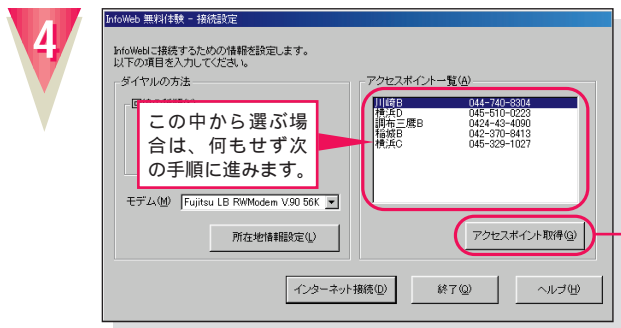 4
InfoWeb 無料体験 - 接続設定
InfoWebに接続するための情報を設定します。
以下の項目を入力してください。
ダイヤルの方法
この中から選ぶ場
合は、何もせず次
の手順に進みます。
モデム(M) Fujitsu LB RWModem V.90 56K
所在地情報設定(L)
アクセスポイント一覧(A)
川崎B 044-740-8304
横浜D 045-510-0223
調布三鷹B 0424-43-4090
稲城B 042-370-8413
横浜C 045-329-1027
アクセスポイント取得(G)
インターネット接続(D) 終了(Q) ヘルプ(H)